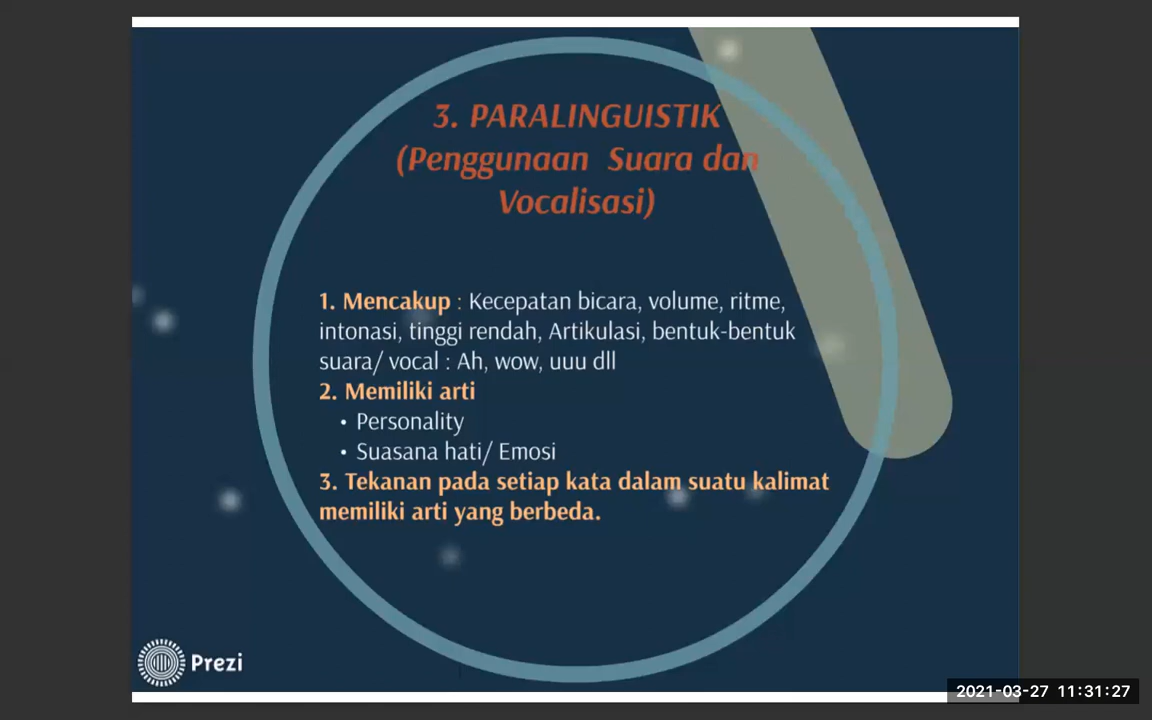 3. PARALINGUISTIK
(Penggunaan Suara dan
Vocalisasi)
1. Mencakup : Kecepatan bicara, volume, ritme,
intonasi, tinggi rendah, Artikulasi, bentuk-bentuk
suara/ vocal : Ah, wow, uuu dll
2. Memiliki arti
• Personality
• Suasana hati/ Emosi
3. Tekanan pada setiap kata dalam suatu kalimat
memiliki arti yang berbeda.
Prezi
2021-03-27 11:31:27